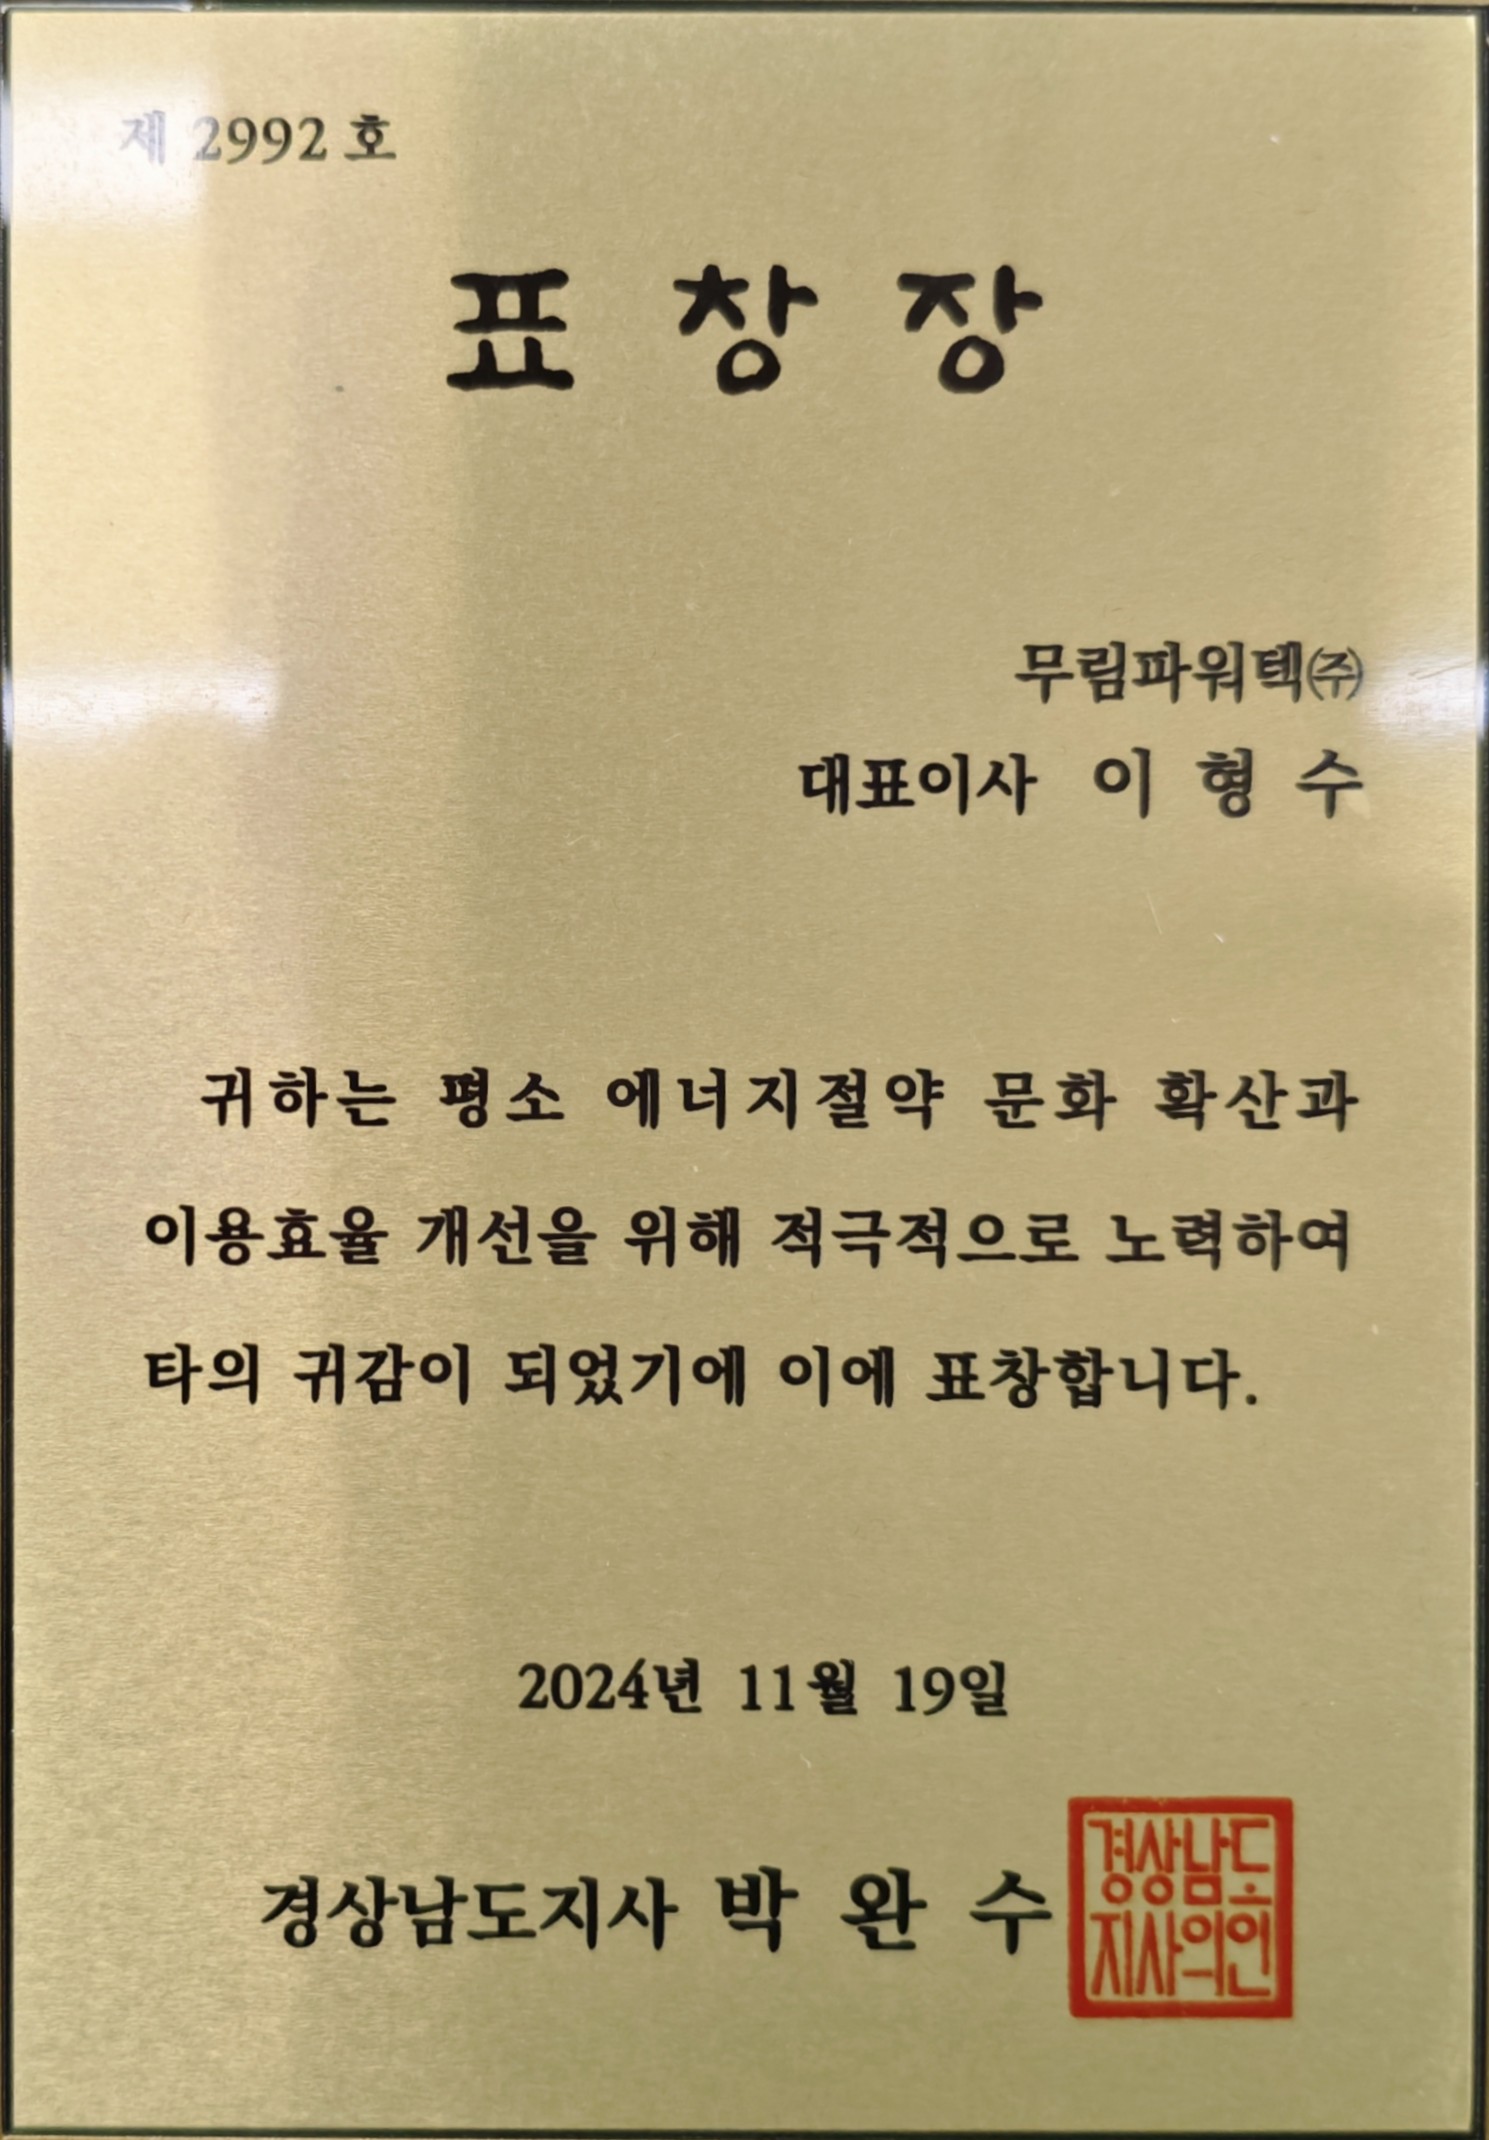 제 2992 호
표 창 장
무림파워텍㈜
대표이사 이 형 수
귀하는 평소 에너지절약 문화 확산과
이용효율 개선을 위해 적극적으로 노력하여
타의 귀감이 되었기에 이에 표창합니다.
2024년 11월 19일
경상남도지사 박 완 수
경상남도
지사의인